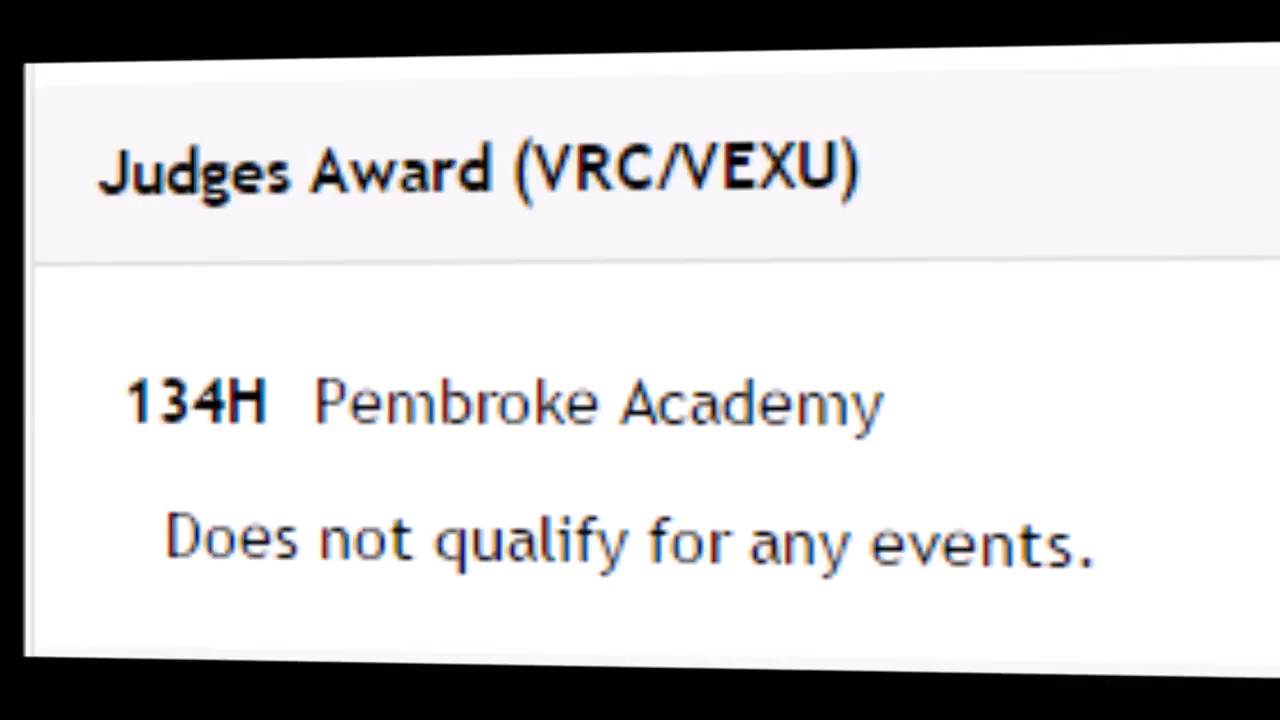 Judges Award (VRC/VEXU)
134H Pembroke Academy
Does not qualify for any events.